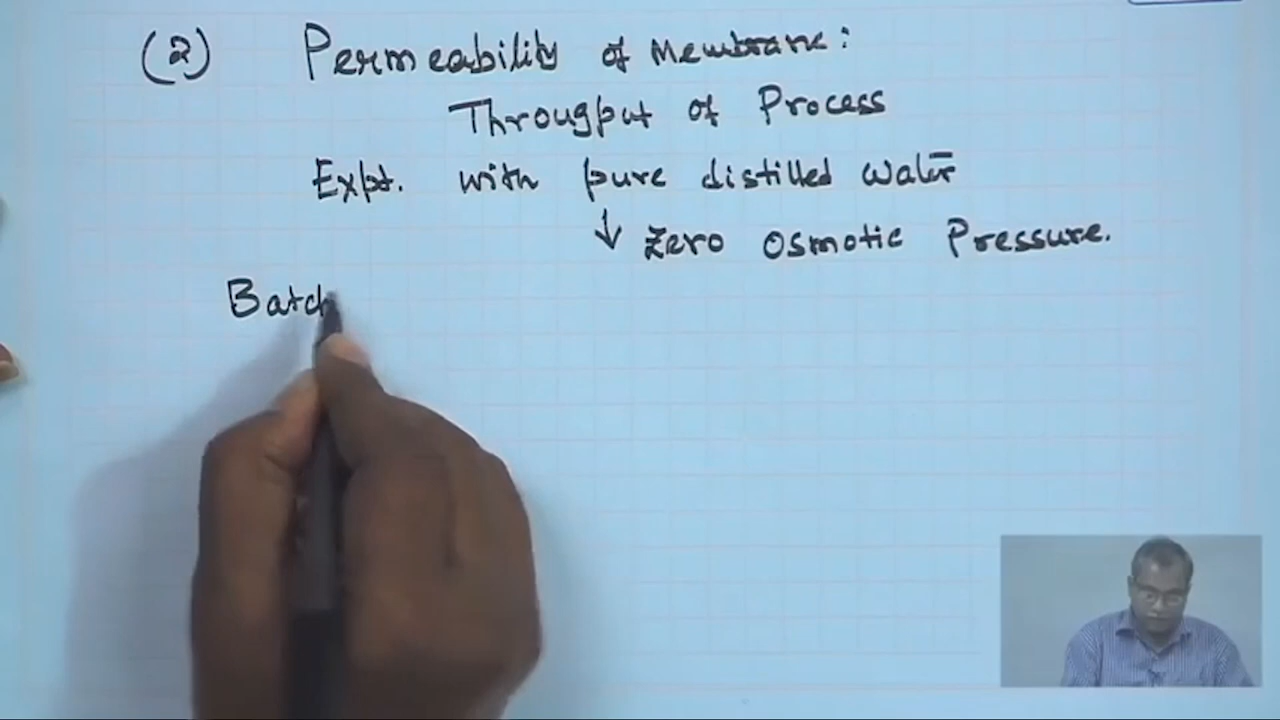 (2) Permeability of Membrane:
Througput of Process
Expt. with pure distilled water
↓ Zero Osmotic Pressure.
Batch